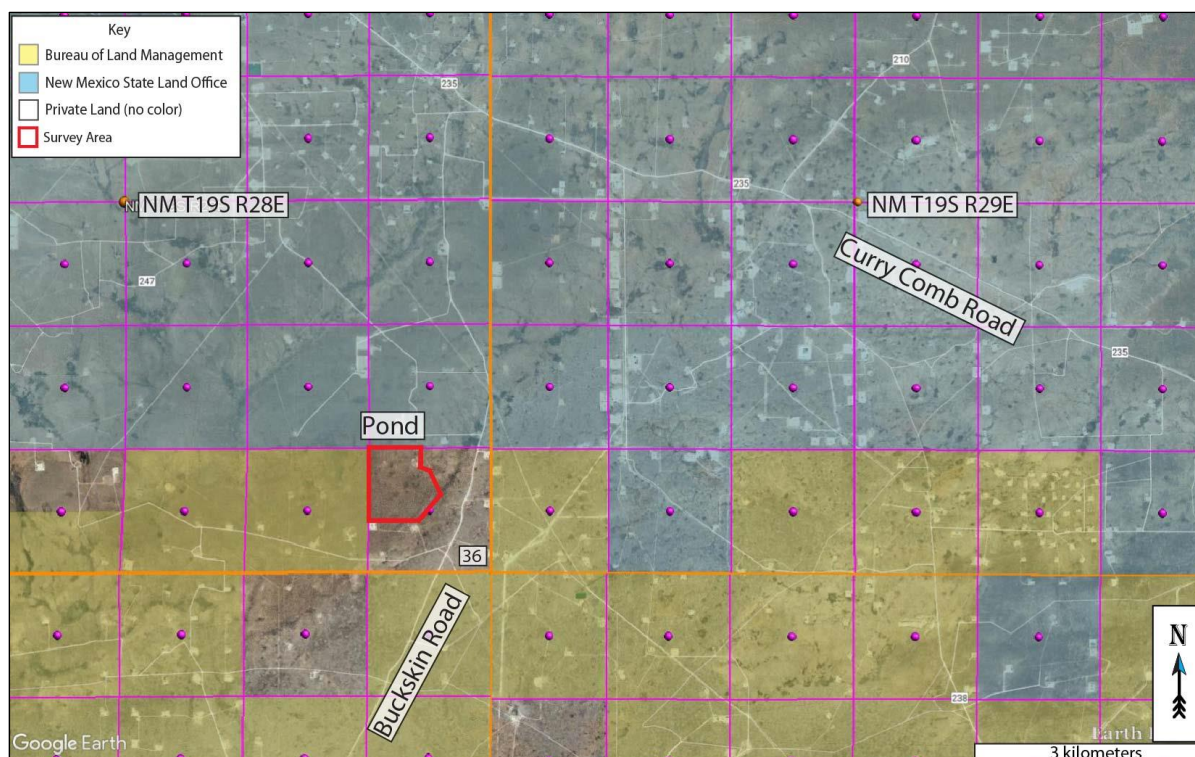 Key
Bureau of Land Management
New Mexico State Land Office
Private Land (no color)
Survey Area
210
235
235
NM T19S R28E
NM T19S R29E
Curry Comb Road
247
235
Pond
36
Buckskin Road
238
N
Google Earth
Earth
3 kilometers